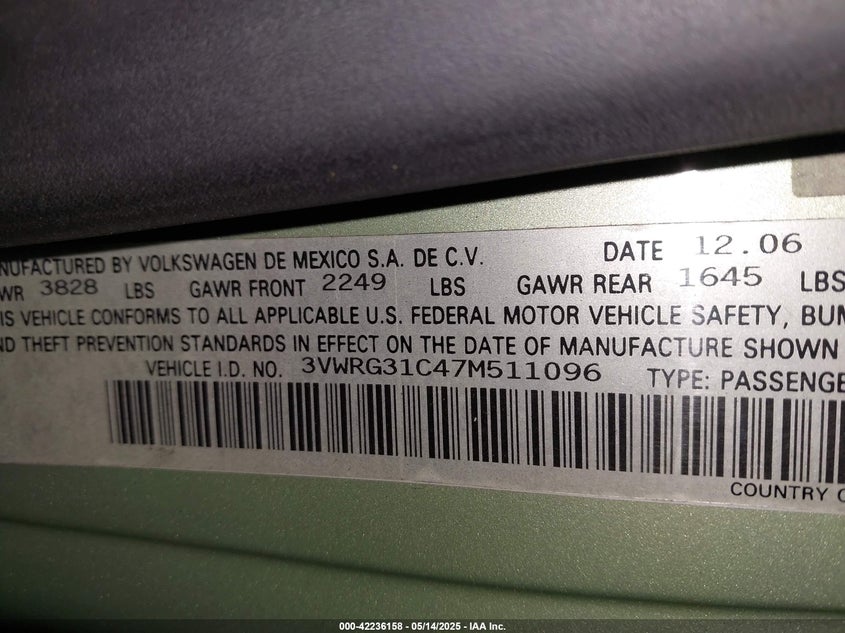 NUFACTURED BY VOLKSWAGEN DE MEXICO S.A. DE C.V. DATE 12.06
WR 3828 LBS GAWR FRONT 2249 LBS GAWR REAR 1645 LBS
IS VEHICLE CONFORMS TO ALL APPLICABLE U.S. FEDERAL MOTOR VEHICLE SAFETY, BUM
ND THEFT PREVENTION STANDARDS IN EFFECT ON THE DATE OF MANUFACTURE SHOWN
VEHICLE I.D. NO. 3VWRG31C47M511096 TYPE: PASSENGE
COUNTRY O
000-42236158 - 05/14/2025 - IAA Inc.